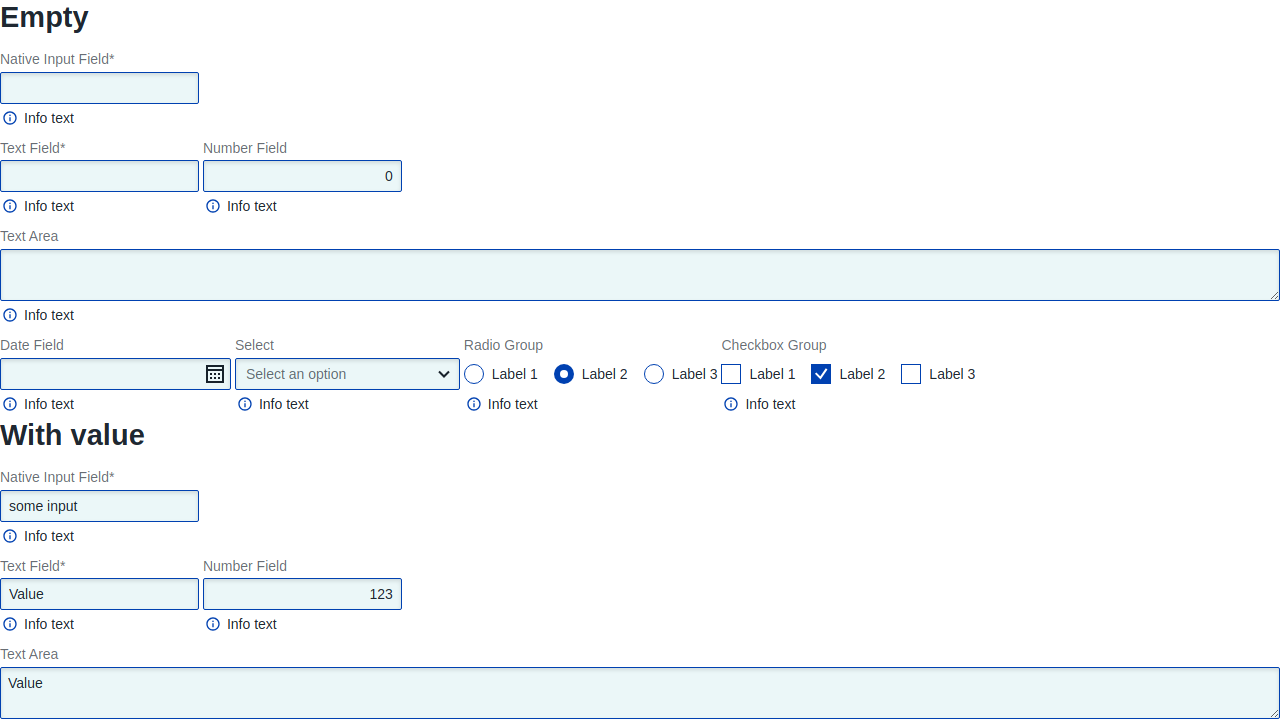 Empty
Native Input Field*
Info text
Text Field* Number Field
0
Info text Info text
Text Area
Info text
Date Field Select Radio Group Checkbox Group
Select an option Label 1 Label 2 Label 3 Label 1 Label 2 Label 3
Info text Info text Info text Info text
With value
Native Input Field*
some input
Info text
Text Field* Number Field
Value 123
Info text Info text
Text Area
Value